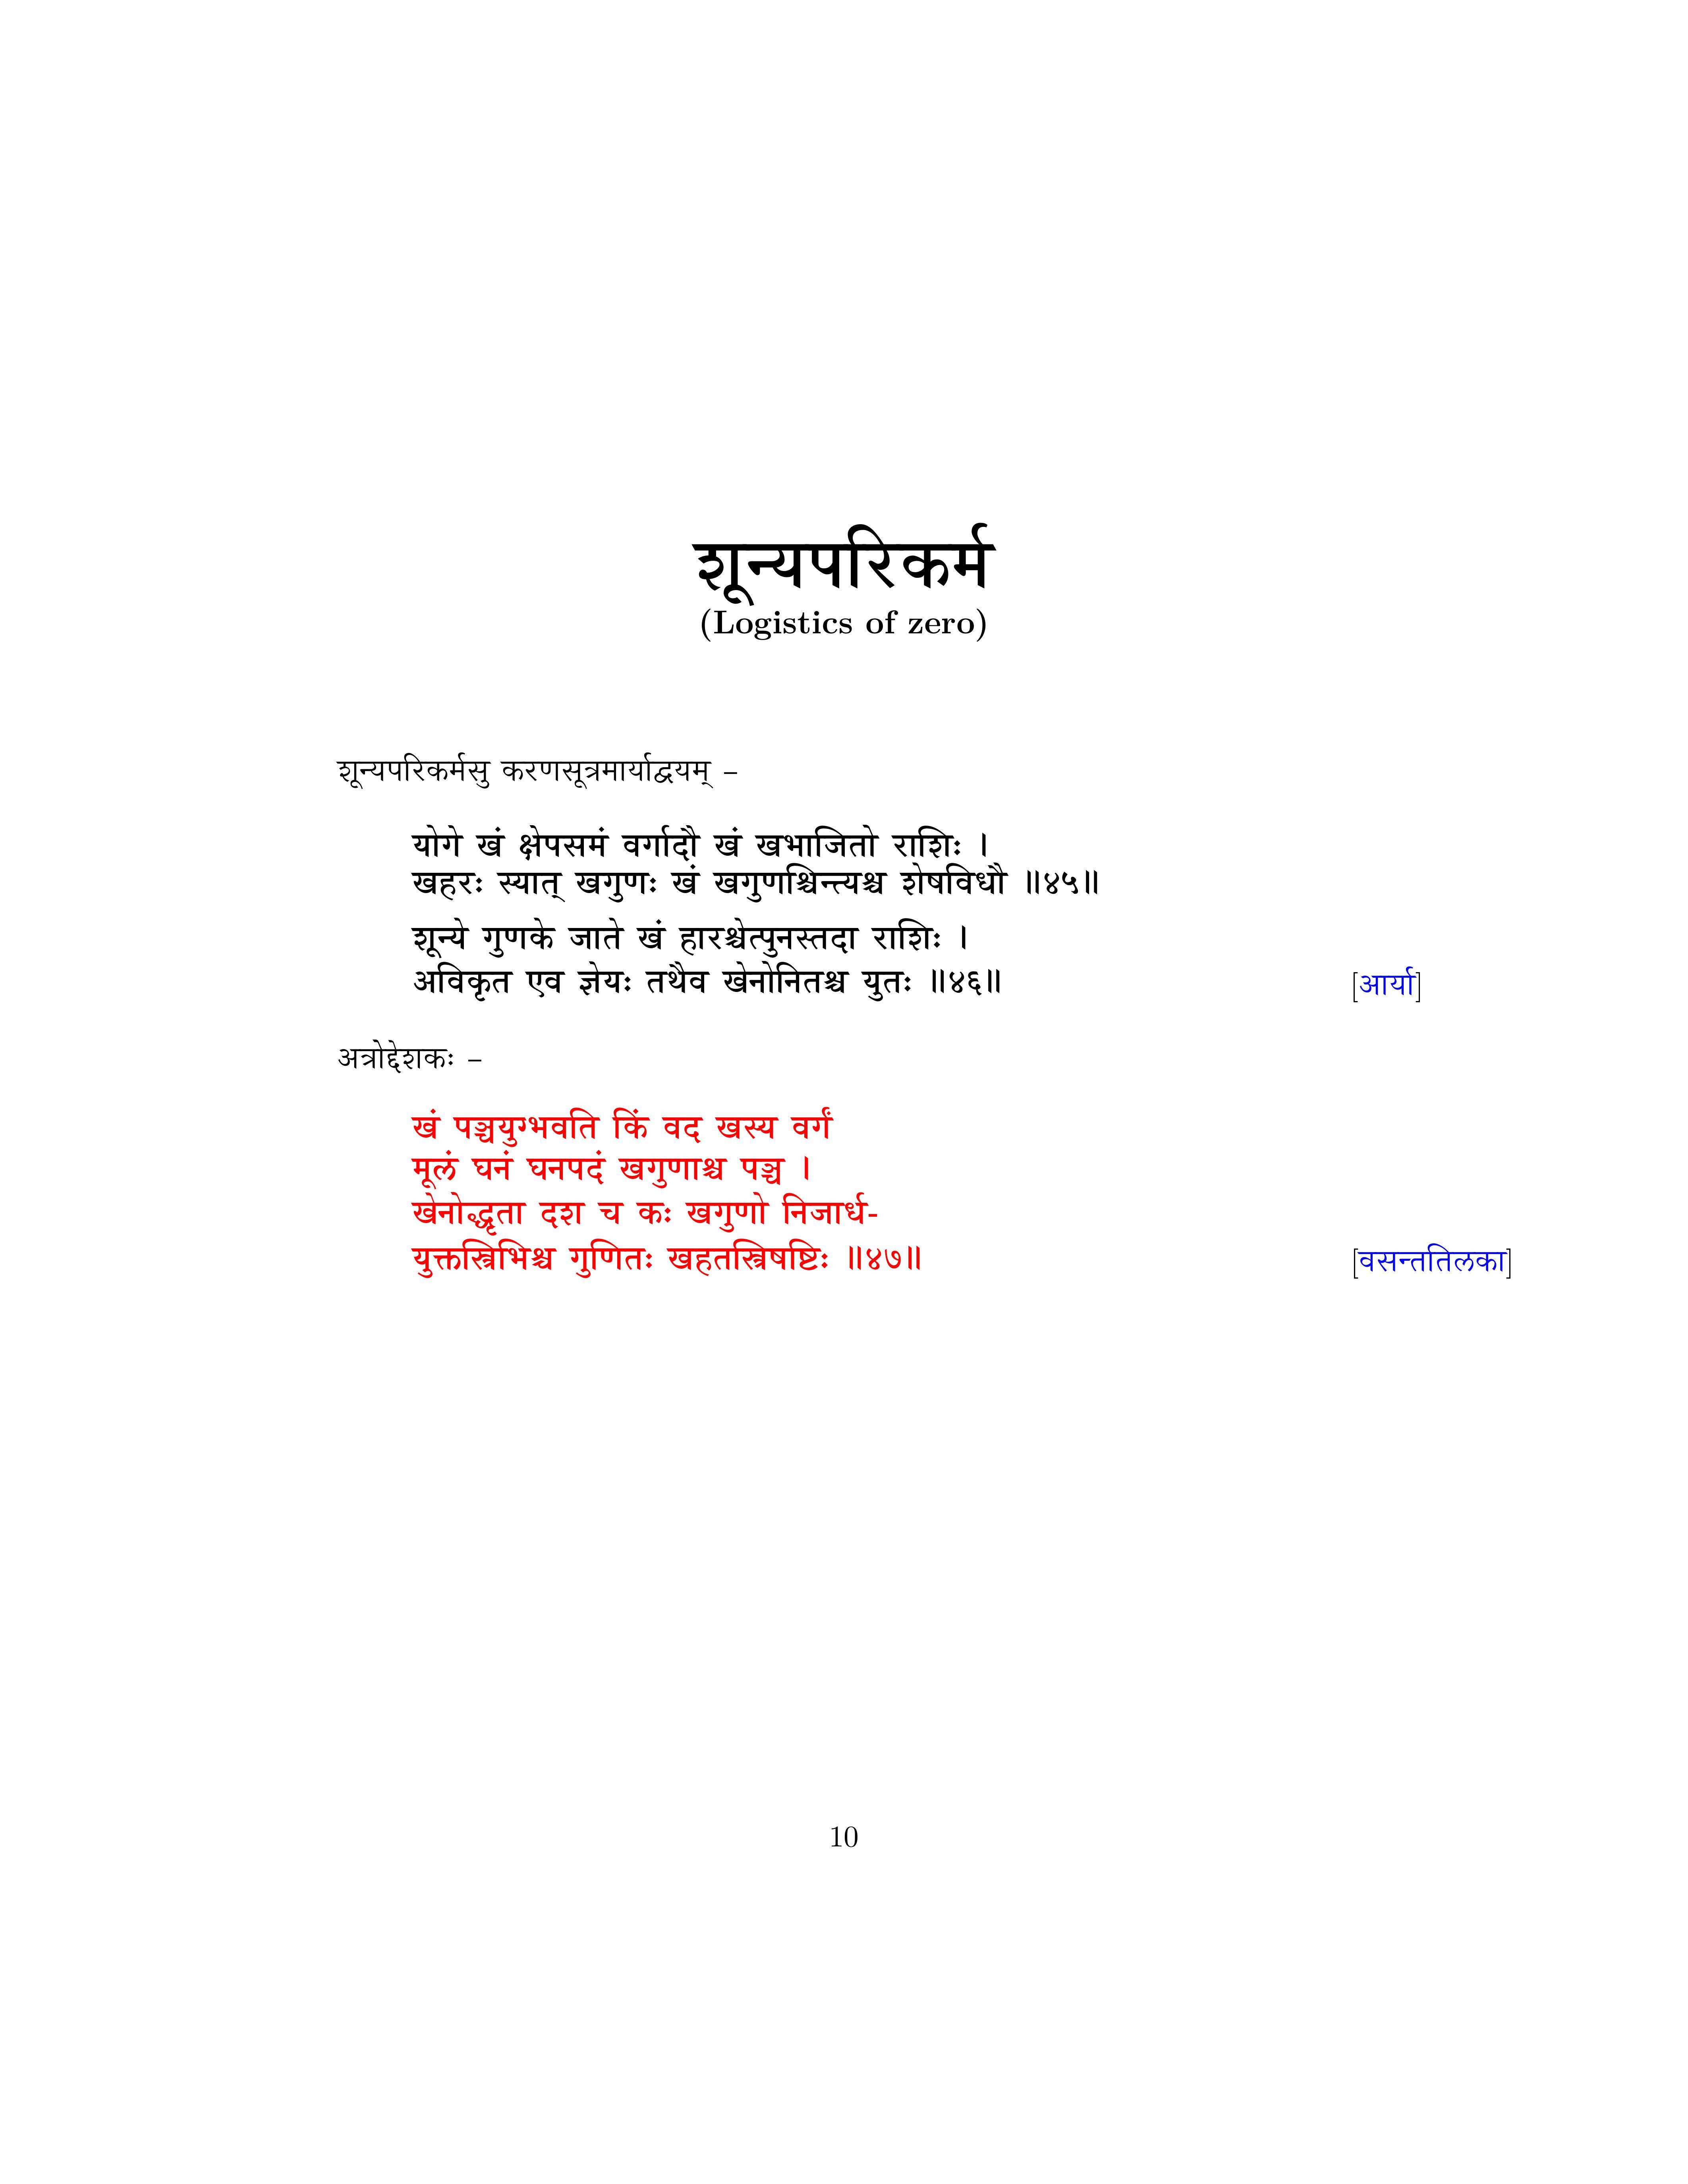 शून्यपरिकर्म
(Logistics of zero)
शून्यपरिकर्मसु करणसूत्रमार्याद्वयम् –
योगे खं क्षेपसमं वर्गादौ खं खभाजितो राशिः ।
खहरः स्यात् खगुणः खं खगुणश्चिन्त्यश्च शेषविधौ ॥४५॥
शून्ये गुणके जाते खं हारश्चेत्पुनस्तदा राशिः ।
अविकृत एव ज्ञेयः तथैव खेनोनितश्च युतः ॥४६॥ [आर्या]
अत्रोद्देशकः –
खं पञ्चयुग्भवति किं वद खस्य वर्गं
मूलं घनं घनपदं खगुणाश्च पञ्च ।
खेनोद्धृता दश च कः खगुणो निजार्ध-
युक्तस्त्रिभिश्च गुणितः खहतस्त्रिषष्टिः ॥४७॥ [वसन्ततिलका]
10